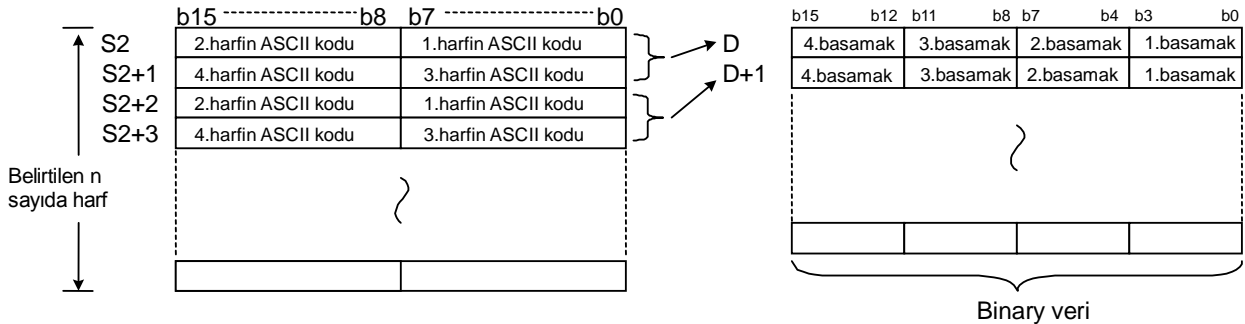 b15 b8 b7 b0
S2 2.harfin ASCII kodu 1.harfin ASCII kodu
S2+1 4.harfin ASCII kodu 3.harfin ASCII kodu
S2+2 2.harfin ASCII kodu 1.harfin ASCII kodu
S2+3 4.harfin ASCII kodu 3.harfin ASCII kodu
Belirtilen n
sayıda harf
b15 b12 b11 b8 b7 b4 b3 b0
D 4.basamak 3.basamak 2.basamak 1.basamak
D+1 4.basamak 3.basamak 2.basamak 1.basamak
Binary veri